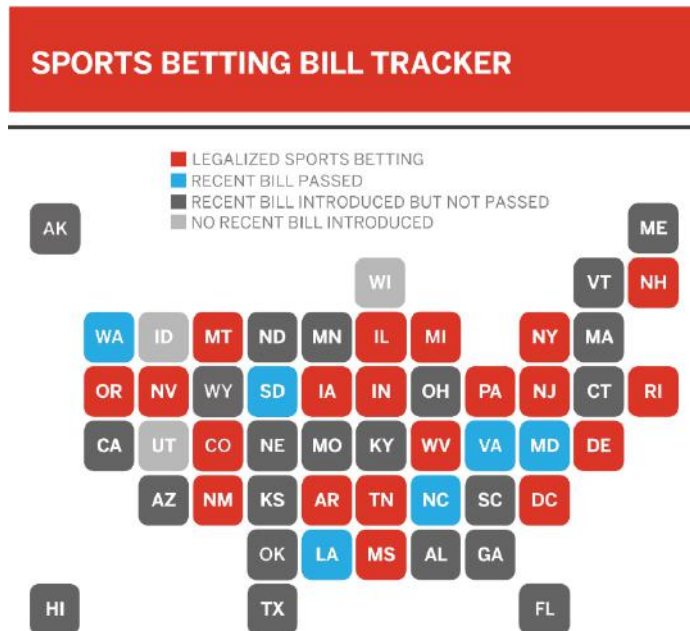 SPORTS BETTING BILL TRACKER
LEGALIZED SPORTS BETTING
RECENT BILL PASSED
RECENT BILL INTRODUCED BUT NOT PASSED
NO RECENT BILL INTRODUCED
AK ME
WI VT NH
WA ID MT ND MN IL MI NY MA
OR NV WY SD IA IN OH PA NJ CT RI
CA UT CO NE MO KY WV VA MD DE
AZ NM KS AR TN NC SC DC
OK LA MS AL GA
HI TX FL